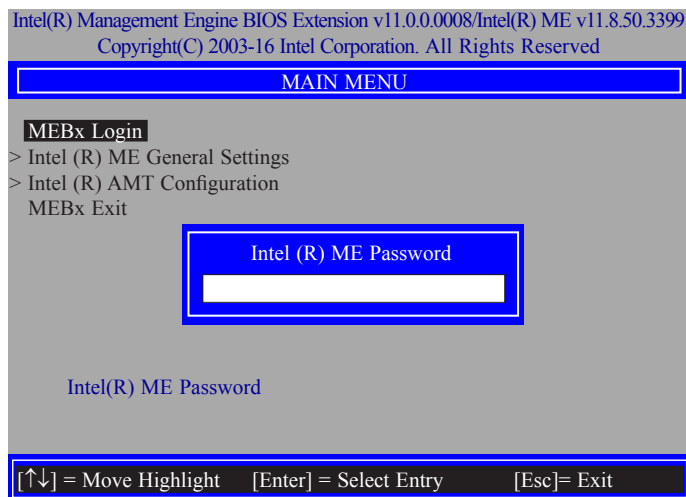 Intel(R) Management Engine BIOS Extension v11.0.0.0008/Intel(R) ME v11.8.50.3399
Copyright(C) 2003-16 Intel Corporation. All Rights Reserved
MAIN MENU
MEBx Login
> Intel (R) ME General Settings
> Intel (R) AMT Configuration
MEBx Exit
Intel (R) ME Password
Intel(R) ME Password
[↑↓] = Move Highlight [Enter] = Select Entry [Esc]= Exit